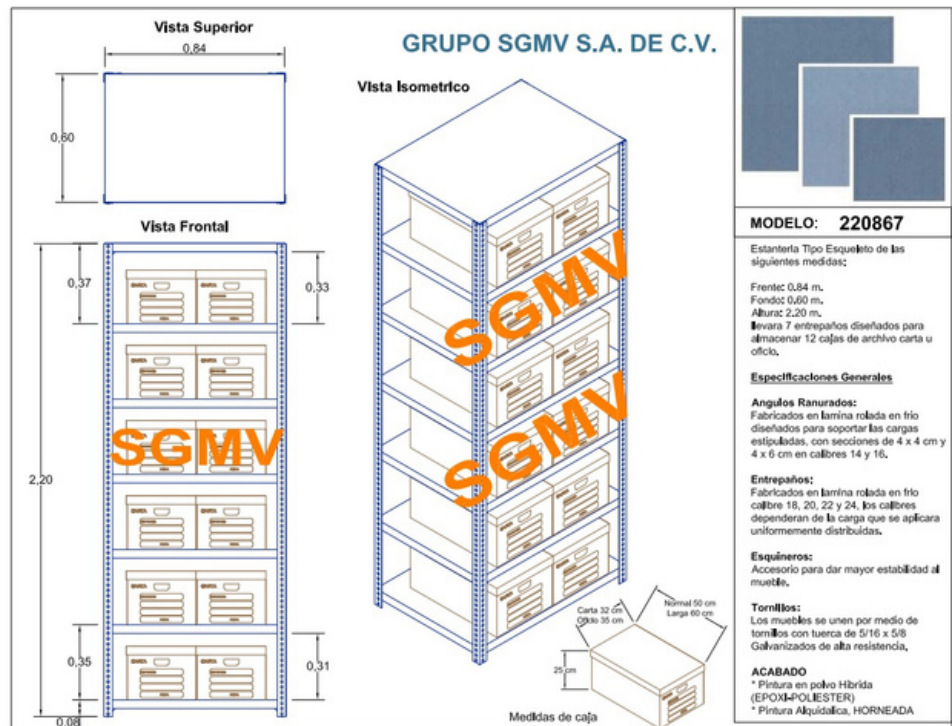 Vista Superior
0,84
0,60
GRUPO SGMV S.A. DE C.V.
Vista Isometrico
Vista Frontal
0,37
0,33
2,20
0,35
0,31
0,08
SGMV
SGMV
SGMV
Carta 32 cm
Oficio 35 cm
Normal 50 cm
Larga 60 cm
25 cm
Medidas de caja
MODELO: 220867
Estantería Tipo Esqueleto de las
siguientes medidas:
Frente: 0.84 m.
Fondo: 0.60 m.
Altura: 2.20 m.
llevara 7 entrepaños diseñados para
almacenar 12 cajas de archivo carta u
oficio.
Especificaciones Generales
Angulos Ranurados:
Fabricados en lamina rolada en frio
diseñados para soportar las cargas
estipuladas, con secciones de 4 x 4 cm y
4 x 6 cm en calibres 14 y 16.
Entrepaños:
Fabricados en lamina rolada en frio
calibre 18, 20, 22 y 24, los calibres
dependeran de la carga que se aplicara
uniformemente distribuidas.
Esquineros:
Accesorio para dar mayor estabilidad al
mueble.
Tornillos:
Los muebles se unen por medio de
tornillos con tuerca de 5/16 x 5/8
Galvanizados de alta resistencia,
ACABADO
* Pintura en polvo Hibrida
(EPOXI-POLIESTER)
* Pintura Alquidalica, HORNEADA